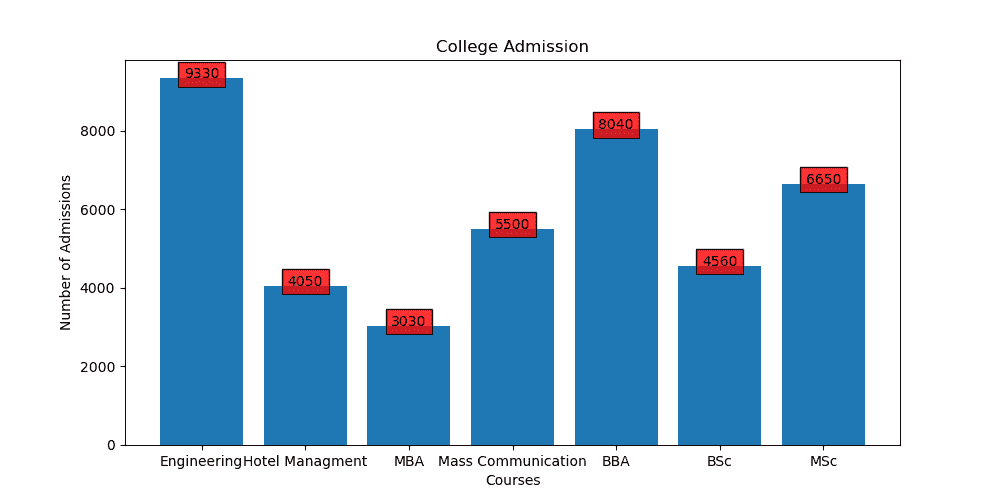 College Admission
Number of Admissions
8000
6000
4000
2000
0
9330
4050
3030
5500
8040
4560
6650
Engineering
Hotel Managment
MBA
Mass Communication
BBA
BSc
MSc
Courses